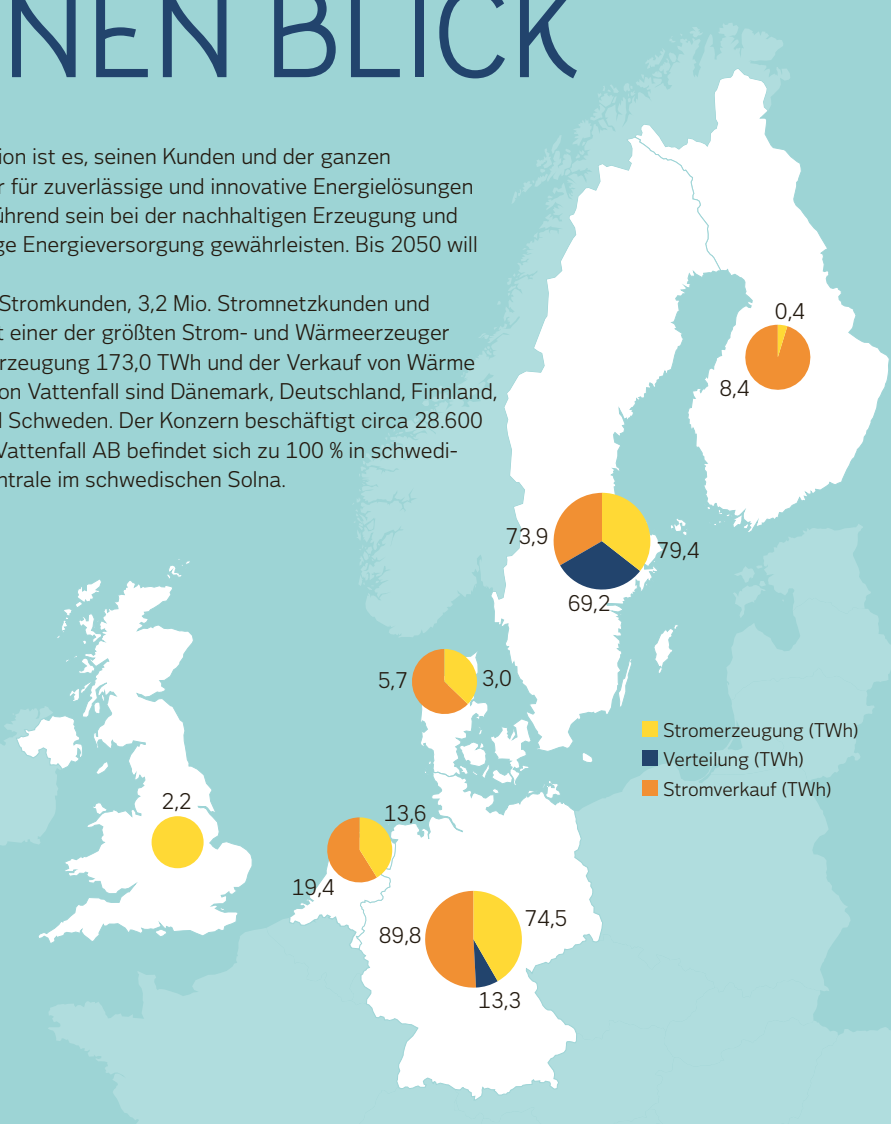 NEN BLICK
ion ist es, seinen Kunden und der ganzen
r für zuverlässige und innovative Energielösungen
ührend sein bei der nachhaltigen Erzeugung und
ge Energieversorgung gewährleisten. Bis 2050 will
Stromkunden, 3,2 Mio. Stromnetzkunden und
t einer der größten Strom- und Wärmeerzeuger
rzeugung 173,0 TWh und der Verkauf von Wärme
on Vattenfall sind Dänemark, Deutschland, Finnland,
d Schweden. Der Konzern beschäftigt circa 28.600
Vattenfall AB befindet sich zu 100 % in schwedi-
ntrale im schwedischen Solna.
0,4
8,4
73,9
79,4
69,2
5,7
3,0
Stromerzeugung (TWh)
Verteilung (TWh)
Stromverkauf (TWh)
2,2
13,6
19,4
89,8
74,5
13,3